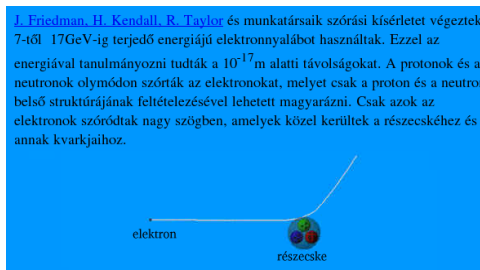 J. Friedman, H. Kendall, R. Taylor és munkatársaik szórási kísérletet végeztek
7-től 17GeV-ig terjedő energiájú elektronnyalábot használtak. Ezzel az
energiával tanulmányozni tudták a 10⁻¹⁷m alatti távolságokat. A protonok és a
neutronok olymódon szórták az elektronokat, melyet csak a proton és a neutro
belső struktúrájának feltételezésével lehetett magyarázni. Csak azok az
elektronok szóródtak nagy szögben, amelyek közel kerültek a részecskéhez és
annak kvarkjaihoz.
elektron
részecske